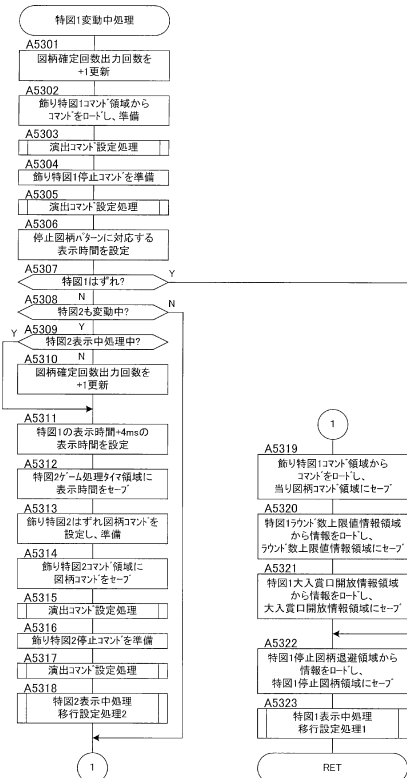 特図1変動中処理
A5301
図柄確定回数出力回数を
+1更新
A5302
飾り特図1コマンド領域から
コマンドをロードし、準備
A5303
演出コマンド設定処理
A5304
飾り特図1停止コマンドを準備
A5305
演出コマンド設定処理
A5306
停止図柄パターンに対応する
表示時間を設定
A5307
特図1はずれ?
Y
N
A5308
特図2も変動中?
N
Y
A5309
特図2表示中処理中?
Y
N
A5310
図柄確定回数出力回数を
+1更新
A5311
特図1の表示時間+4msの
表示時間を設定
A5312
特図2ゲーム処理タイマ領域に
表示時間をセーブ
A5313
飾り特図2はずれ図柄コマンドを
設定し、準備
A5314
飾り特図2コマンド領域に
図柄コマンドをセーブ
A5315
演出コマンド設定処理
A5316
飾り特図2停止コマンドを準備
A5317
演出コマンド設定処理
A5318
特図2表示中処理
移行設定処理2
1
1
A5319
飾り特図1コマンド領域から
コマンドをロードし、
当り図柄コマンド領域にセーブ
A5320
特図1ラウンド数上限値情報領域
から情報をロードし、
ラウンド数上限値情報領域にセーブ
A5321
特図1大入賞口開放情報領域
から情報をロードし、
大入賞口開放情報領域にセーブ
A5322
特図1停止図柄退避領域から
情報をロードし、
特図1停止図柄領域にセーブ
A5323
特図1表示中処理
移行設定処理1
RET